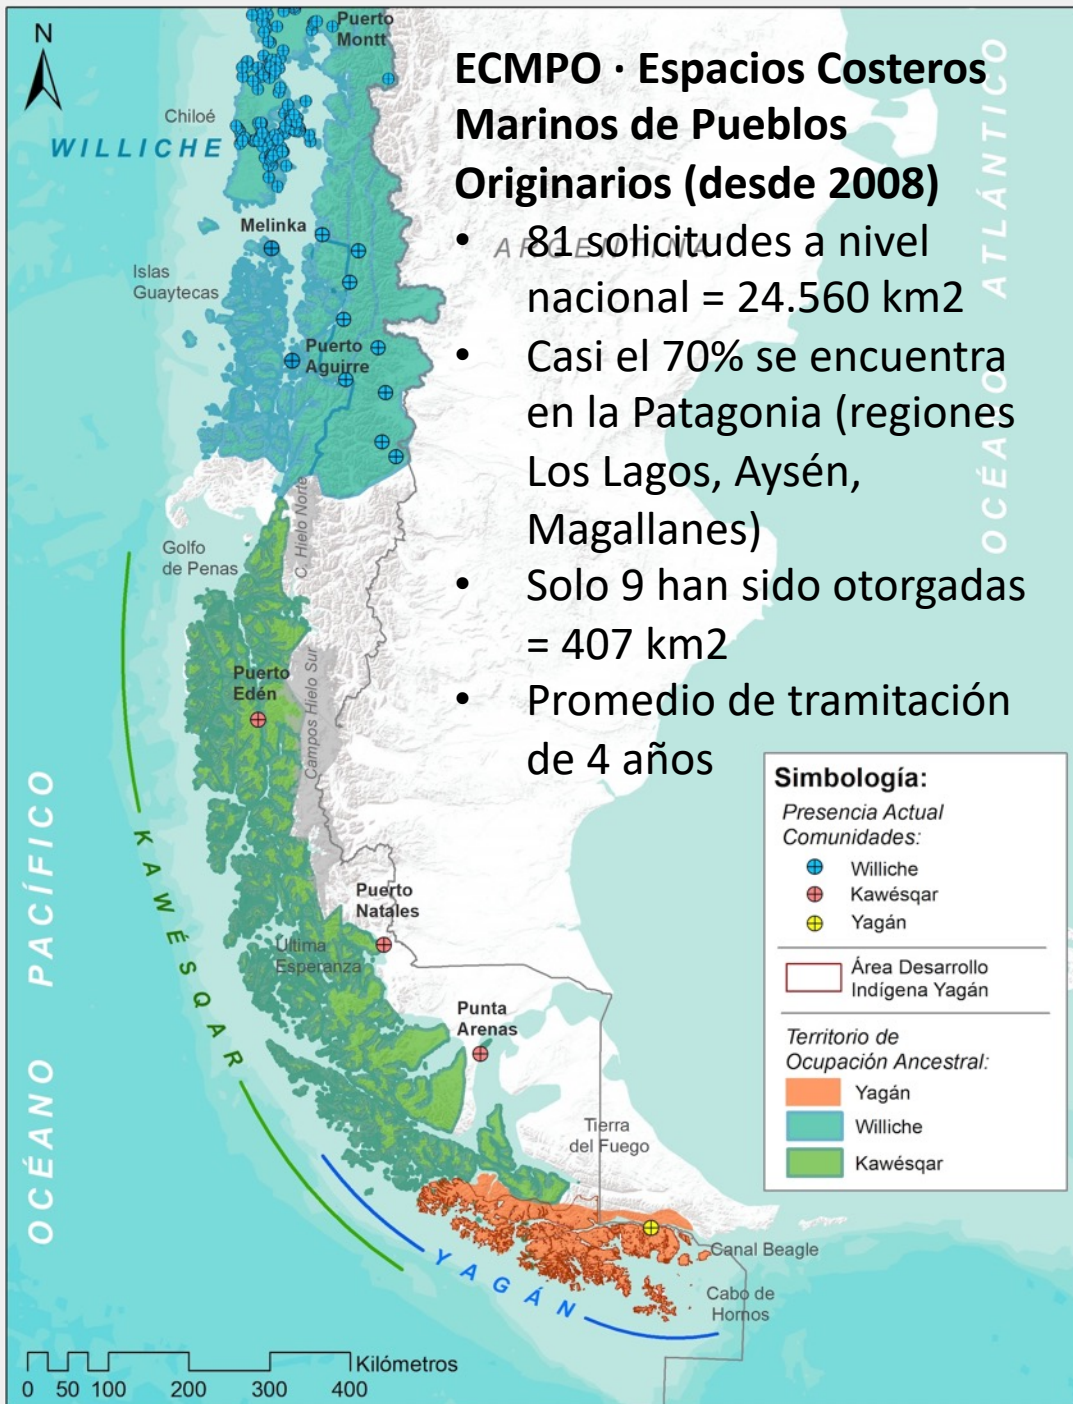 N
Puerto
Montt
Chiloé
WILLICHE
Melinka
Islas
Guaytecas
Puerto
Aguirre
C. Hielo Norte
Golfo
de Penas
Puerto
Edén
Campos Hielo Sur
KAWÉSQAR
Puerto
Natales
Última
Esperanza
Punta
Arenas
Tierra
del Fuego
YAGÁN
Canal Beagle
Cabo de
Hornos
OCÉANO PACÍFICO
OCÉANO ATLÁNTICO
ARGENTINA
ECMPO · Espacios Costeros
Marinos de Pueblos
Originarios (desde 2008)
• 81 solicitudes a nivel
nacional = 24.560 km2
• Casi el 70% se encuentra
en la Patagonia (regiones
Los Lagos, Aysén,
Magallanes)
• Solo 9 han sido otorgadas
= 407 km2
• Promedio de tramitación
de 4 años
Simbología:
Presencia Actual
Comunidades:
Williche
Kawésqar
Yagán
Área Desarrollo
Indígena Yagán
Territorio de
Ocupación Ancestral:
Yagán
Williche
Kawésqar
Kilómetros
0 50 100 200 300 400